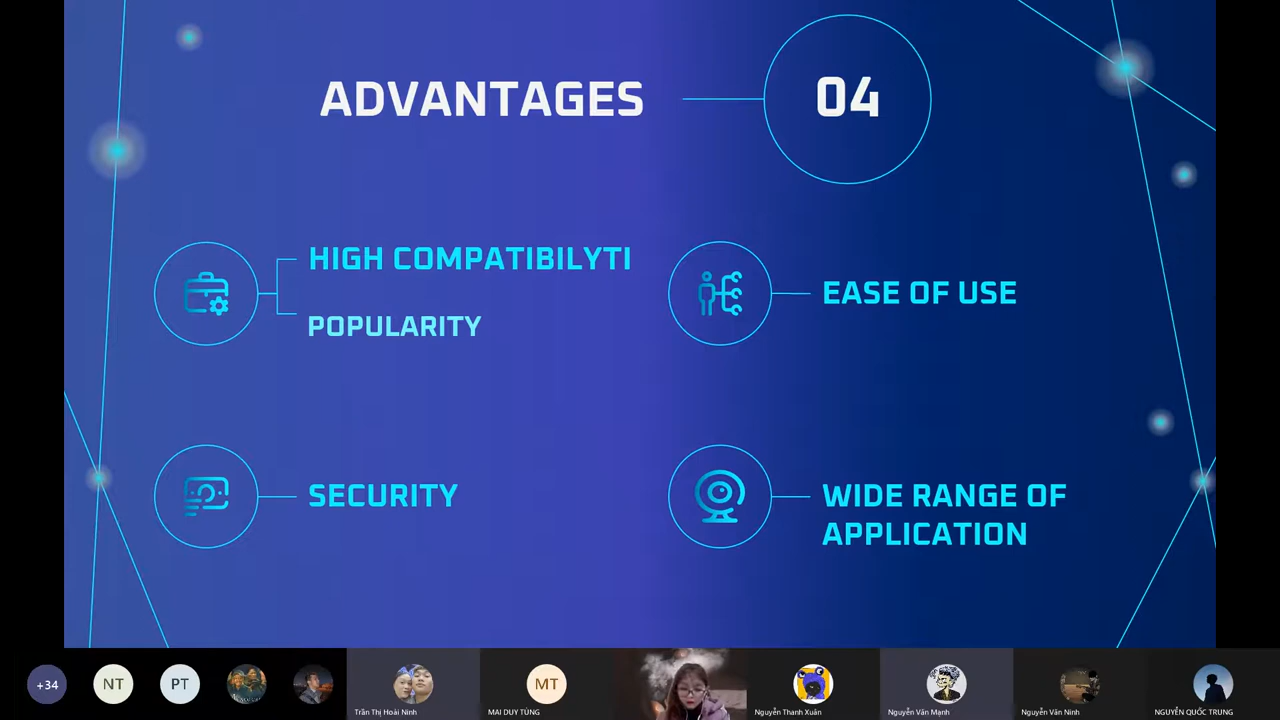 ADVANTAGES
04
HIGH COMPATIBILYTI
POPULARITY
EASE OF USE
SECURITY
WIDE RANGE OF
APPLICATION
+34
NT
PT
Trần Thị Hoài Ninh
MT
MAI DUY TÙNG
Nguyễn Thanh Xuân
Nguyễn Văn Mạnh
Nguyễn Văn Ninh
NGUYỄN QUỐC TRUNG